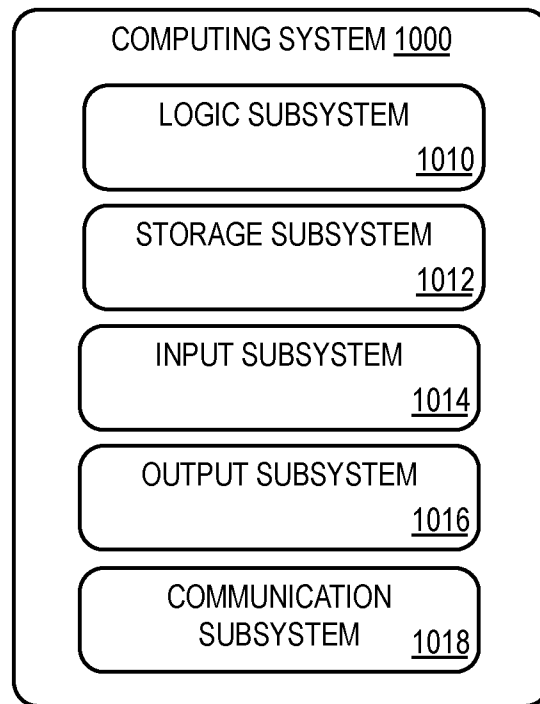 COMPUTING SYSTEM 1000
LOGIC SUBSYSTEM
1010
STORAGE SUBSYSTEM
1012
INPUT SUBSYSTEM
1014
OUTPUT SUBSYSTEM
1016
COMMUNICATION
SUBSYSTEM 1018